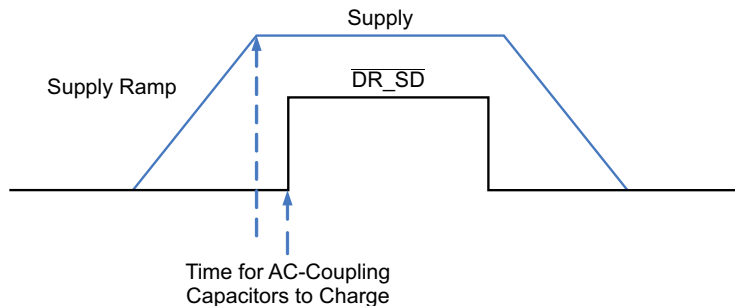 Supply
Supply Ramp
DR_SD
Time for AC-Coupling
Capacitors to Charge